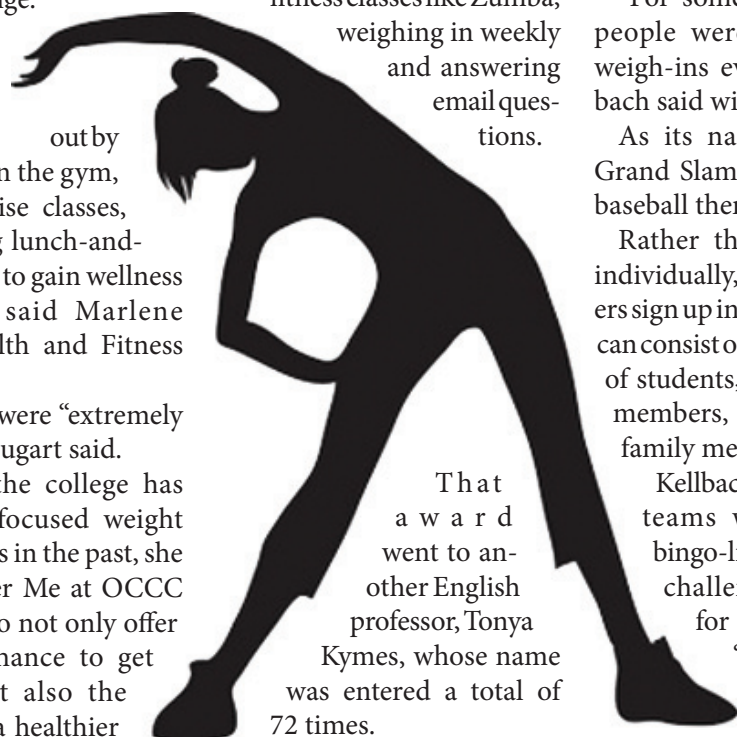 nge.
out by
n the gym,
ise classes,
g lunch-and-
to gain wellness
said Marlene
lth and Fitness
were “extremely
ugart said.
the college has
focused weight
s in the past, she
er Me at OCCC
o not only offer
hance to get
t also the
a healthier
fitness classes like Zumba,
weighing in weekly
and answering
email ques-
tions.
That
award
went to an-
other English
professor, Tonya
Kymes, whose name
was entered a total of
72 times.
For some
people were
weigh-ins ev
bach said wi
As its na
Grand Slam
baseball ther
Rather th
individually,
ers sign up in
can consist o
of students,
members,
family me
Kellbac
teams w
bingo-li
challe
for
“